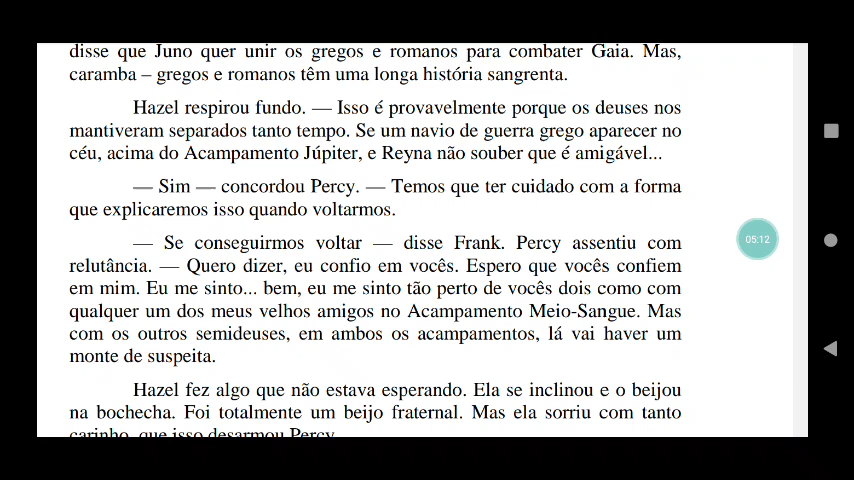 disse que Juno quer unir os gregos e romanos para combater Gaia. Mas,
caramba – gregos e romanos têm uma longa história sangrenta.
Hazel respirou fundo. — Isso é provavelmente porque os deuses nos
mantiveram separados tanto tempo. Se um navio de guerra grego aparecer no
céu, acima do Acampamento Júpiter, e Reyna não souber que é amigável...
— Sim — concordou Percy. — Temos que ter cuidado com a forma
que explicaremos isso quando voltarmos.
— Se conseguirmos voltar — disse Frank. Percy assentiu com
relutância. — Quero dizer, eu confio em vocês. Espero que vocês confiem
em mim. Eu me sinto... bem, eu me sinto tão perto de vocês dois como com
qualquer um dos meus velhos amigos no Acampamento Meio-Sangue. Mas
com os outros semideuses, em ambos os acampamentos, lá vai haver um
monte de suspeita.
Hazel fez algo que não estava esperando. Ela se inclinou e o beijou
na bochecha. Foi totalmente um beijo fraternal. Mas ela sorriu com tanto
carinho, que isso desarmou Percy.
05:12